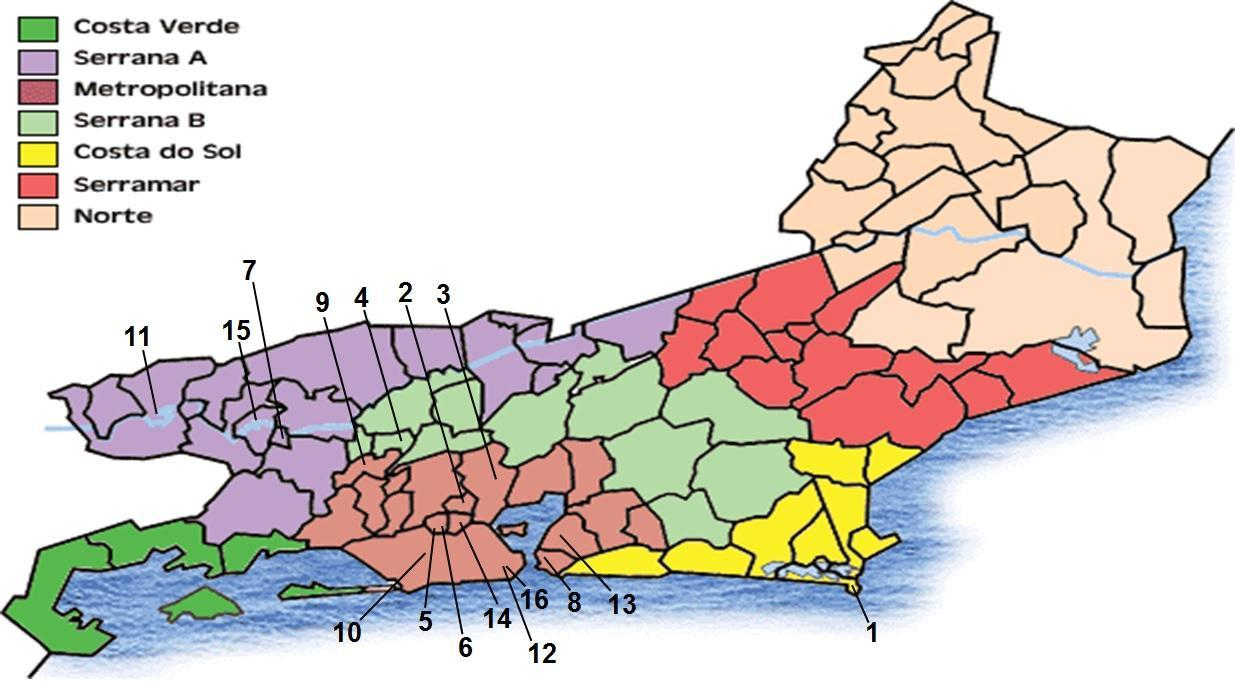 Costa Verde
Serrana A
Metropolitana
Serrana B
Costa do Sol
Serramar
Norte
7
9
4
2
3
11
15
10
5
6
14
12
16
8
13
1